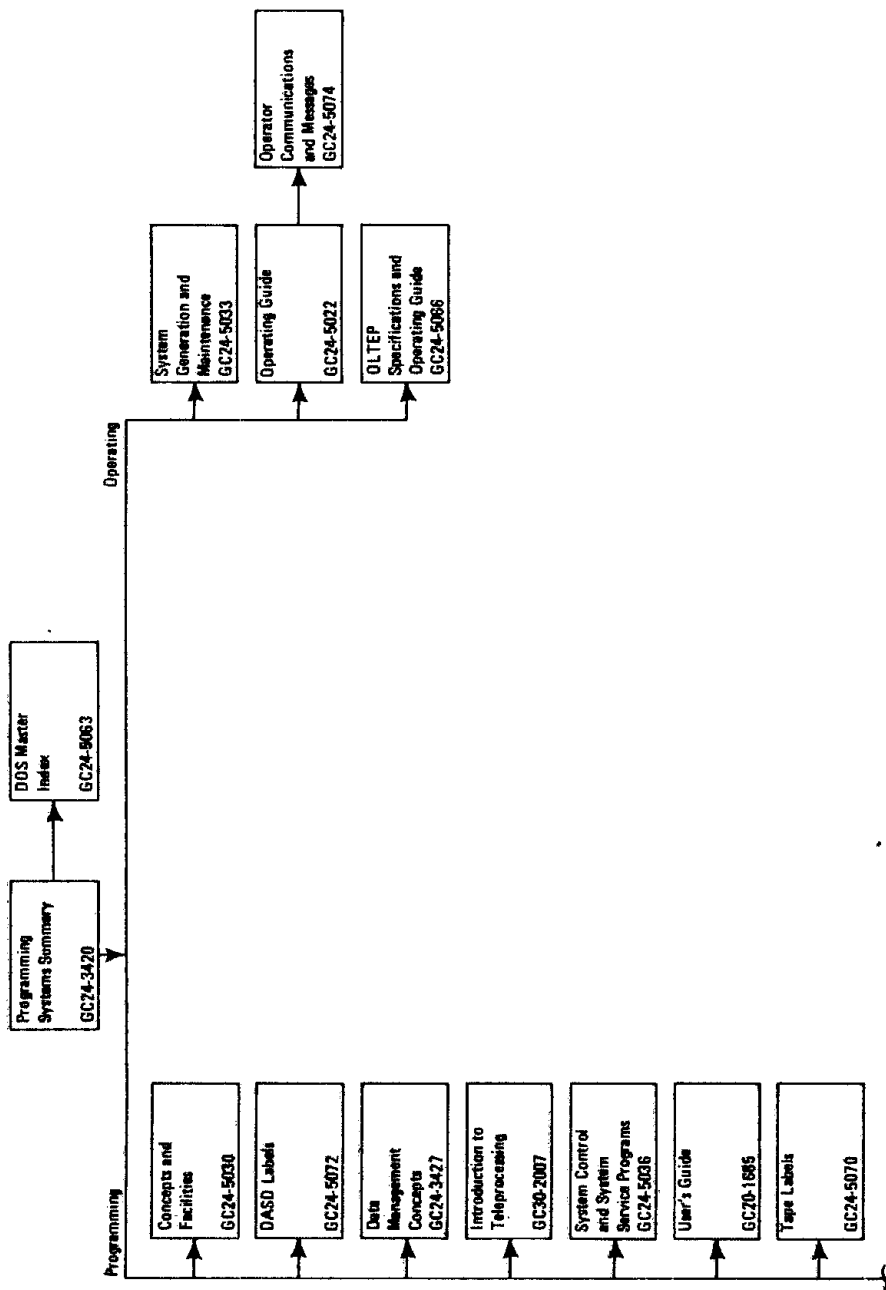 Programming
Systems Summary
GC24-3420
DOS Master
Index
GC24-5063
Programming
Operating
Concepts and
Facilities
GC24-5030
DASD Labels
GC24-5072
Data
Management
Concepts
GC24-3427
Introduction to
Teleprocessing
GC30-2007
System Control
and System
Service Programs
GC24-5036
User's Guide
GC20-1685
Tape Labels
GC24-5070
System
Generation and
Maintenance
GC24-5033
Operating Guide
GC24-5022
OLTEP
Specifications and
Operating Guide
GC24-5066
Operator
Communications
and Messages
GC24-5074